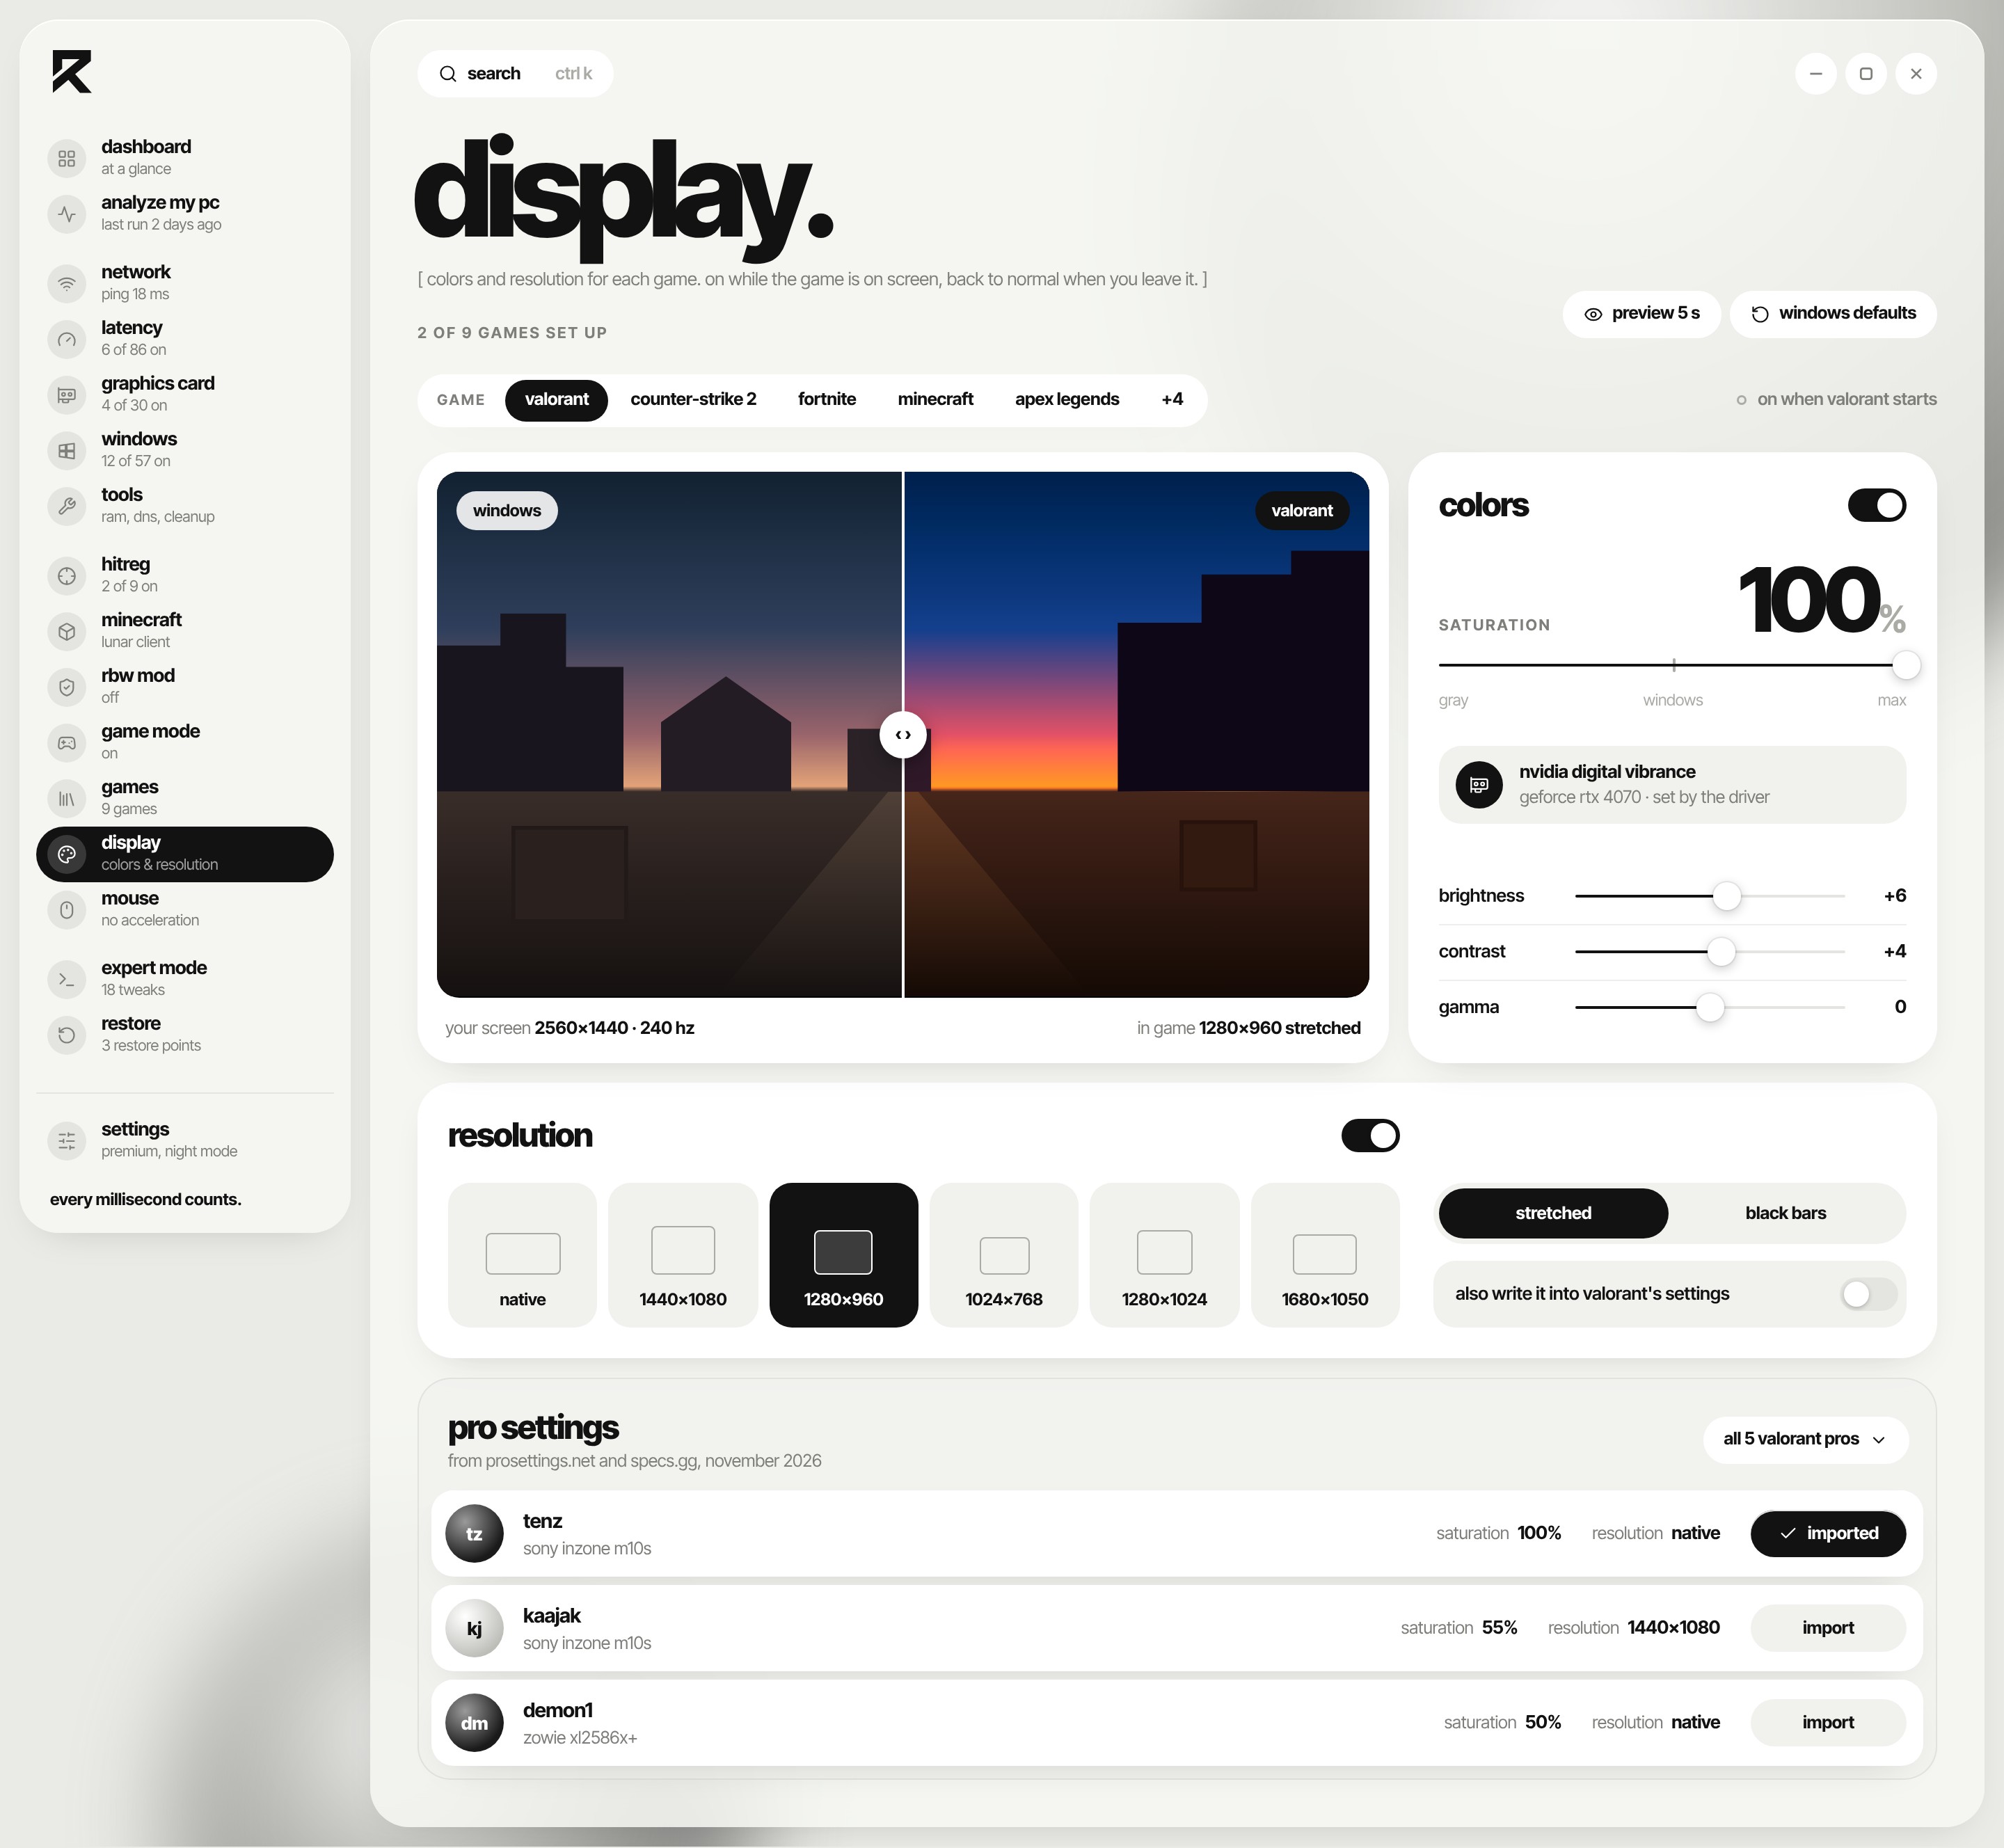 search ctrl k
dashboard
at a glance
analyze my pc
last run 2 days ago
network
ping 18 ms
latency
6 of 86 on
graphics card
4 of 30 on
windows
12 of 57 on
tools
ram, dns, cleanup
hitreg
2 of 9 on
minecraft
lunar client
rbw mod
off
game mode
on
games
9 games
display
colors & resolution
mouse
no acceleration
expert mode
18 tweaks
restore
3 restore points
settings
premium, night mode
every millisecond counts.
display.
[ colors and resolution for each game. on while the game is on screen, back to normal when you leave it. ]
2 OF 9 GAMES SET UP
preview 5 s
windows defaults
GAME valorant counter-strike 2 fortnite minecraft apex legends +4
on when valorant starts
windows
valorant
your screen 2560×1440 · 240 hz
in game 1280×960 stretched
colors
SATURATION 100%
gray windows max
nvidia digital vibrance
geforce rtx 4070 · set by the driver
brightness +6
contrast +4
gamma 0
resolution
native
1440×1080
1280×960
1024×768
1280×1024
1680×1050
stretched
black bars
also write it into valorant's settings
pro settings
from prosettings.net and specs.gg, november 2026
all 5 valorant pros
tz
tenz
sony inzone m10s
saturation 100% resolution native
imported
kj
kaajak
sony inzone m10s
saturation 55% resolution 1440×1080
import
dm
demon1
zowie xl2586x+
saturation 50% resolution native
import